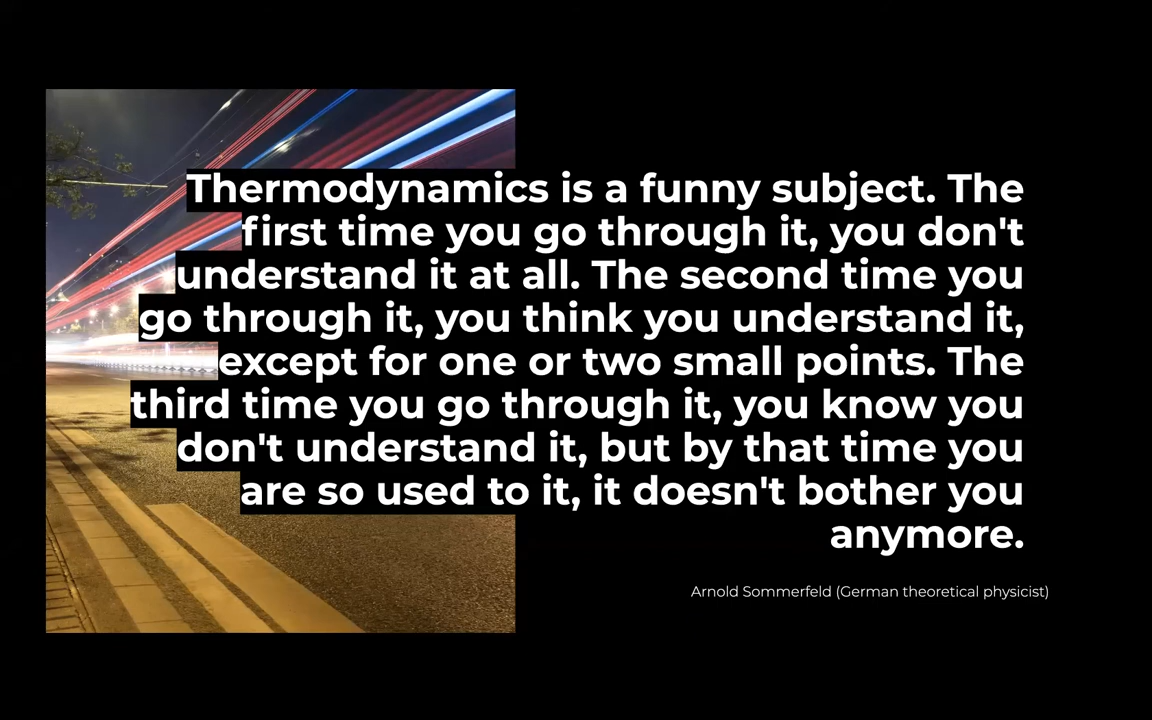 Thermodynamics is a funny subject. The
first time you go through it, you don't
understand it at all. The second time you
go through it, you think you understand it,
except for one or two small points. The
third time you go through it, you know you
don't understand it, but by that time you
are so used to it, it doesn't bother you
anymore.
Arnold Sommerfeld (German theoretical physicist)